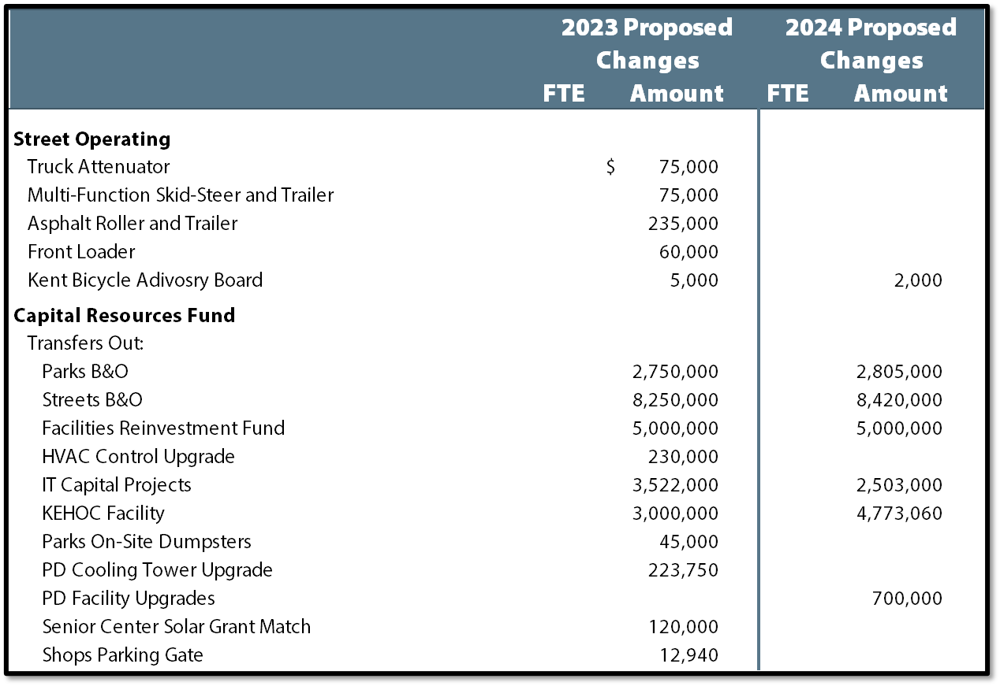 2023 Proposed 2024 Proposed
Changes Changes
FTE Amount FTE Amount
Street Operating
Truck Attenuator $ 75,000
Multi-Function Skid-Steer and Trailer 75,000
Asphalt Roller and Trailer 235,000
Front Loader 60,000
Kent Bicycle Adivosry Board 5,000 2,000
Capital Resources Fund
Transfers Out:
Parks B&O 2,750,000 2,805,000
Streets B&O 8,250,000 8,420,000
Facilities Reinvestment Fund 5,000,000 5,000,000
HVAC Control Upgrade 230,000
IT Capital Projects 3,522,000 2,503,000
KEHOC Facility 3,000,000 4,773,060
Parks On-Site Dumpsters 45,000
PD Cooling Tower Upgrade 223,750
PD Facility Upgrades 700,000
Senior Center Solar Grant Match 120,000
Shops Parking Gate 12,940